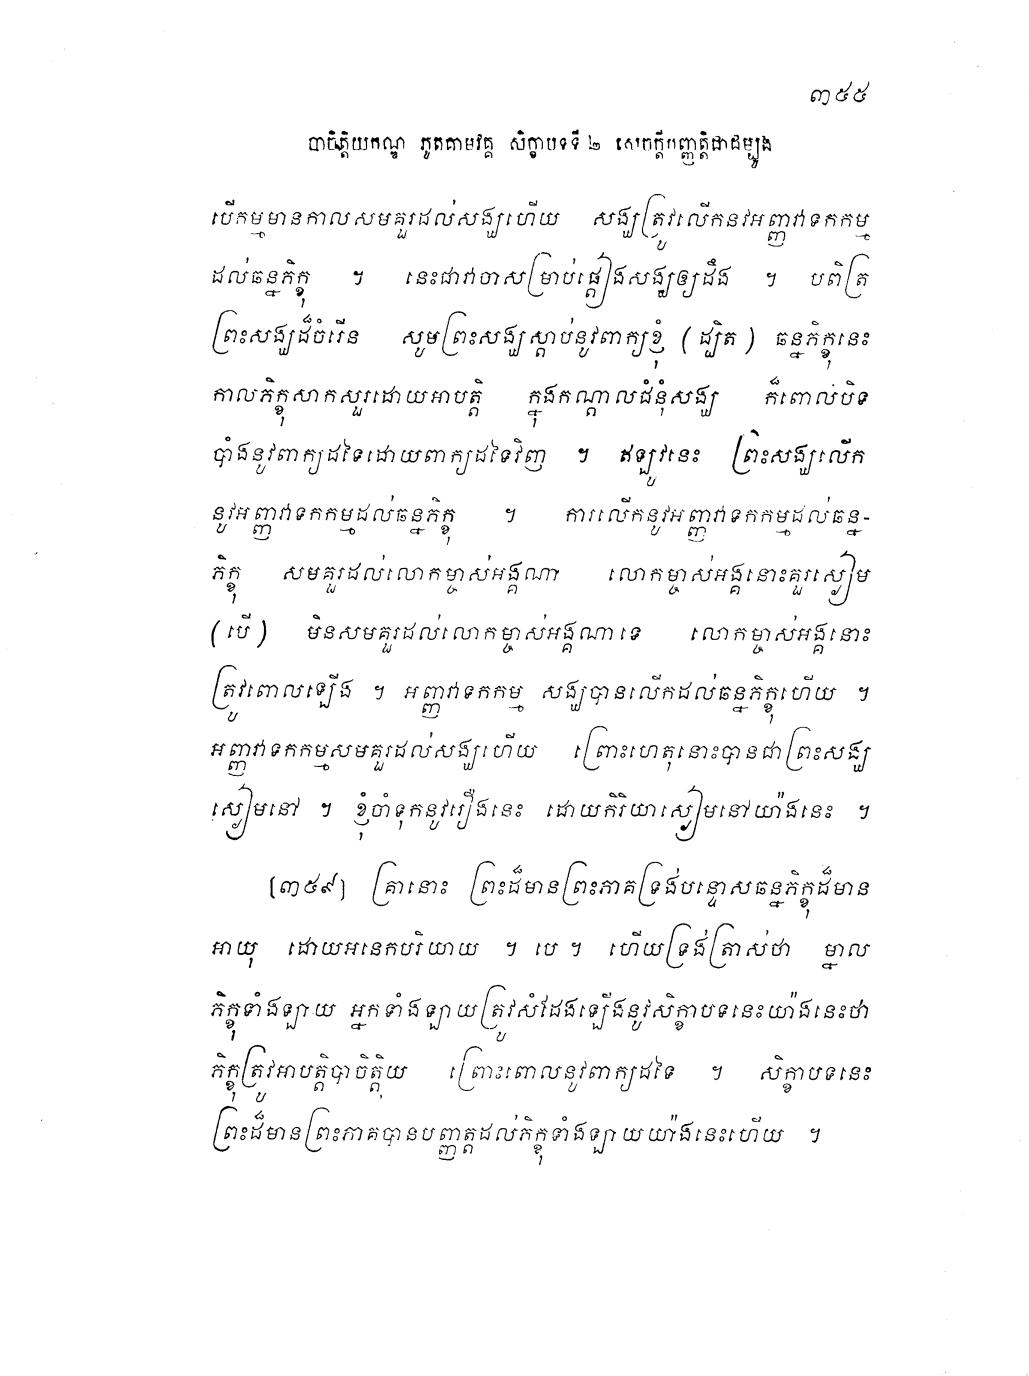 ៣៥៥
បាចិត្តិយកណ្ឌ ភូតគាមវគ្គ សិក្ខាបទទី ២ សេចក្តីបញ្ញត្តិជាដម្បូង
បើកម្មមានកាលសមគួរដល់សង្ឃហើយ សង្ឃត្រូវលើកនវអញ្ញវាទកកម្ម
ដល់ឆន្នភិក្ខុ ។ នេះជាវាចាសម្រាប់ផ្តៀងសង្ឃឲ្យដឹង ។ បពិត្រ
ព្រះសង្ឃដ៏ចំរើន សូមព្រះសង្ឃស្តាប់នូវពាក្យខ្ញុំ (ដ្បិត) ឆន្នភិក្ខុនេះ
កាលភិក្ខុសាកសួរដោយអាបត្តិ ក្នុងកណ្តាលជំនុំសង្ឃ ក៏ពោល់បិទ
បាំងនូវពាក្យដទៃដោយពាក្យដទៃវិញ ។ ឥឡូវនេះ ព្រះសង្ឃលើក
នូវអញ្ញវាទកកម្មដល់ឆន្នភិក្ខុ ។ ការលើកនូវអញ្ញវាទកកម្មដល់ឆន្ន-
ភិក្ខុ សមគួរដល់លោកម្ចាស់អង្គណា លោកម្ចាស់អង្គនោះគួរស្ងៀម
(បើ) មិនសមគួរដល់លោកម្ចាស់អង្គណាទេ លោកម្ចាស់អង្គនោះ
ត្រូវពោលឡើង ។ អញ្ញវាទកកម្ម សង្ឃបានលើកដល់ឆន្នភិក្ខុហើយ ។
អញ្ញវាទកកម្មសមគួរដល់សង្ឃហើយ ព្រោះហេតុនោះបានជាព្រះសង្ឃ
ស្ងៀមនៅ ។ ខ្ញុំចាំទុកនូវរឿងនេះ ដោយកិរិយាស្ងៀមនៅយ៉ាងនេះ ។
[៣៥៩] គ្រានោះ ព្រះដ៏មានព្រះភាគទ្រង់បន្ទោសឆន្នភិក្ខុដ៏មាន
អាយុ ដោយអនេកបរិយាយ ។ បេ ។ ហើយទ្រង់ត្រាស់ថា ម្នាល
ភិក្ខុទាំងឡាយ អ្នកទាំងឡាយត្រូវសំដែងឡើងនូវសិក្ខាបទនេះយ៉ាងនេះថា
ភិក្ខុត្រូវអាបត្តិបាចិត្តិយ ព្រោះពោលនូវពាក្យដទៃ ។ សិក្ខាបទនេះ
ព្រះដ៏មានព្រះភាគបានបញ្ញត្តដល់ភិក្ខុទាំងឡាយយ៉ាងនេះហើយ ។